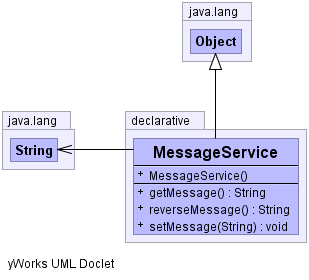 java.lang
Object
java.lang
String
declarative
MessageService
+ MessageService()
+ getMessage() : String
+ reverseMessage() : String
+ setMessage(String) : void
yWorks UML Doclet